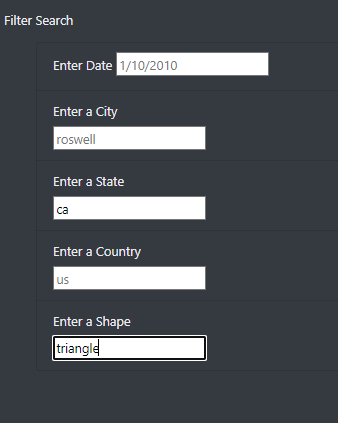 Filter Search
Enter Date 1/10/2010
Enter a City
roswell
Enter a State
ca
Enter a Country
us
Enter a Shape
triangle